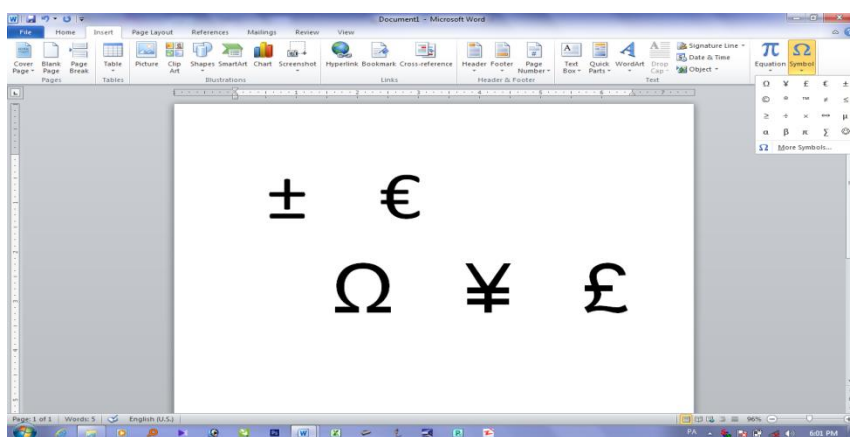 Document1 - Microsoft Word
File Home Insert Page Layout References Mailings Review View
Cover Page Blank Page Page Break
Pages
Table
Tables
Picture Clip Art Shapes SmartArt Chart Screenshot
Illustrations
Hyperlink Bookmark Cross-reference
Links
Header Footer Page Number
Header & Footer
Text Box Quick Parts WordArt Drop Cap
Signature Line
Date & Time
Object
Text
π Equation Ω Symbol
Ω ¥ £ € ±
© ® ™ ≠ ≤
≥ ÷ × ∞ µ
α β π Σ ☺
Ω More Symbols...
± €
Ω ¥ £
Page: 1 of 1 Words: 5 English (U.S.) 96%
FA 6:01 PM